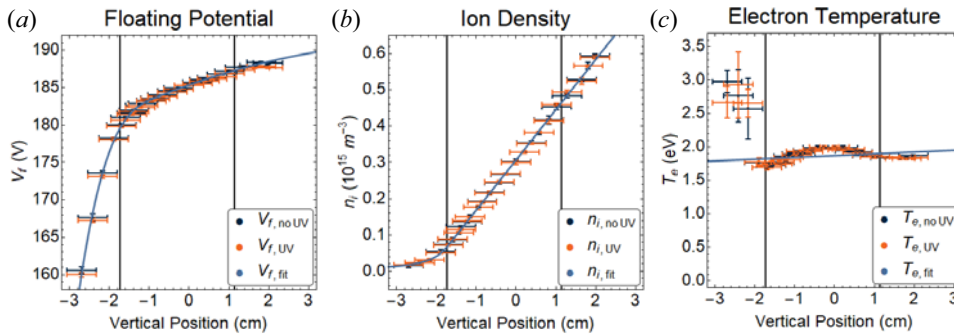 (a) Floating Potential
190
185
180
175
170
165
160
V_f (V)
V_f, no UV
V_f, UV
V_f, fit
−3 −2 −1 0 1 2 3
Vertical Position (cm)
(b) Ion Density
0.6
0.5
0.4
0.3
0.2
0.1
0.0
n_i (10^15 m^−3)
n_i, no UV
n_i, UV
n_i, fit
−3 −2 −1 0 1 2 3
Vertical Position (cm)
(c) Electron Temperature
3.5
3.0
2.5
2.0
1.5
1.0
0.5
0.0
T_e (eV)
T_e, no UV
T_e, UV
T_e, fit
−3 −2 −1 0 1 2 3
Vertical Position (cm)